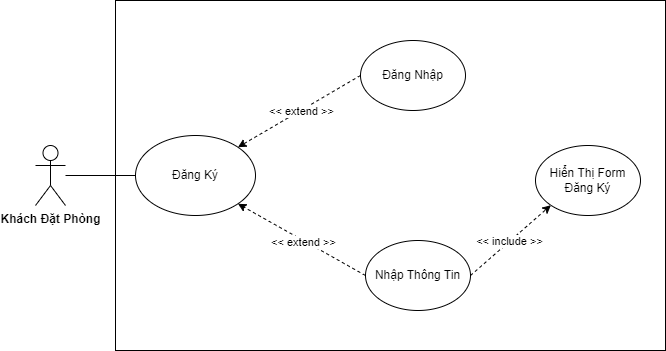 Đăng Nhập
<< extend >>
Đăng Ký
Hiển Thị Form
Đăng Ký
Khách Đặt Phòng
<< extend >>
<< include >>
Nhập Thông Tin